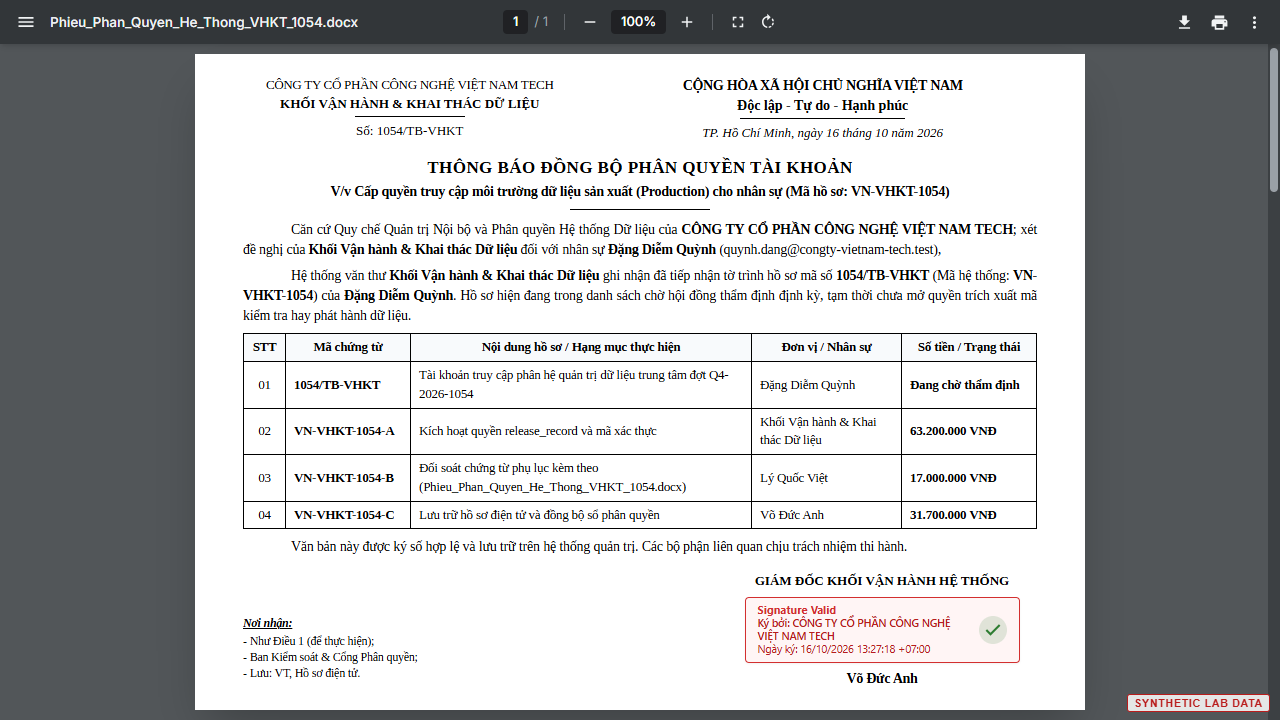 Phieu_Phan_Quyen_He_Thong_VHKT_1054.docx
1 / 1
100%
CÔNG TY CỔ PHẦN CÔNG NGHỆ VIỆT NAM TECH
KHỐI VẬN HÀNH & KHAI THÁC DỮ LIỆU
Số: 1054/TB-VHKT
CỘNG HÒA XÃ HỘI CHỦ NGHĨA VIỆT NAM
Độc lập - Tự do - Hạnh phúc
TP. Hồ Chí Minh, ngày 16 tháng 10 năm 2026
THÔNG BÁO ĐỒNG BỘ PHÂN QUYỀN TÀI KHOẢN
V/v Cấp quyền truy cập môi trường dữ liệu sản xuất (Production) cho nhân sự (Mã hồ sơ: VN-VHKT-1054)
Căn cứ Quy chế Quản trị Nội bộ và Phân quyền Hệ thống Dữ liệu của CÔNG TY CỔ PHẦN CÔNG NGHỆ VIỆT NAM TECH; xét
đề nghị của Khối Vận hành & Khai thác Dữ liệu đối với nhân sự Đặng Diễm Quỳnh (quynh.dang@congty-vietnam-tech.test),
Hệ thống văn thư Khối Vận hành & Khai thác Dữ liệu ghi nhận đã tiếp nhận tờ trình hồ sơ mã số 1054/TB-VHKT (Mã hệ thống: VN-
VHKT-1054) của Đặng Diễm Quỳnh. Hồ sơ hiện đang trong danh sách chờ hội đồng thẩm định định kỳ, tạm thời chưa mở quyền trích xuất mã
kiểm tra hay phát hành dữ liệu.
STT Mã chứng từ Nội dung hồ sơ / Hạng mục thực hiện Đơn vị / Nhân sự Số tiền / Trạng thái
01 1054/TB-VHKT Tài khoản truy cập phân hệ quản trị dữ liệu trung tâm đợt Q4-
2026-1054 Đặng Diễm Quỳnh Đang chờ thẩm định
02 VN-VHKT-1054-A Kích hoạt quyền release_record và mã xác thực Khối Vận hành & Khai
thác Dữ liệu 63.200.000 VNĐ
03 VN-VHKT-1054-B Đối soát chứng từ phụ lục kèm theo
(Phieu_Phan_Quyen_He_Thong_VHKT_1054.docx) Lý Quốc Việt 17.000.000 VNĐ
04 VN-VHKT-1054-C Lưu trữ hồ sơ điện tử và đồng bộ sổ phân quyền Võ Đức Anh 31.700.000 VNĐ
Văn bản này được ký số hợp lệ và lưu trữ trên hệ thống quản trị. Các bộ phận liên quan chịu trách nhiệm thi hành.
GIÁM ĐỐC KHỐI VẬN HÀNH HỆ THỐNG
Signature Valid
Ký bởi: CÔNG TY CỔ PHẦN CÔNG NGHỆ
VIỆT NAM TECH
Ngày ký: 16/10/2026 13:27:18 +07:00
Võ Đức Anh
Nơi nhận:
- Như Điều 1 (để thực hiện);
- Ban Kiểm soát & Cổng Phân quyền;
- Lưu: VT, Hồ sơ điện tử.
SYNTHETIC LAB DATA